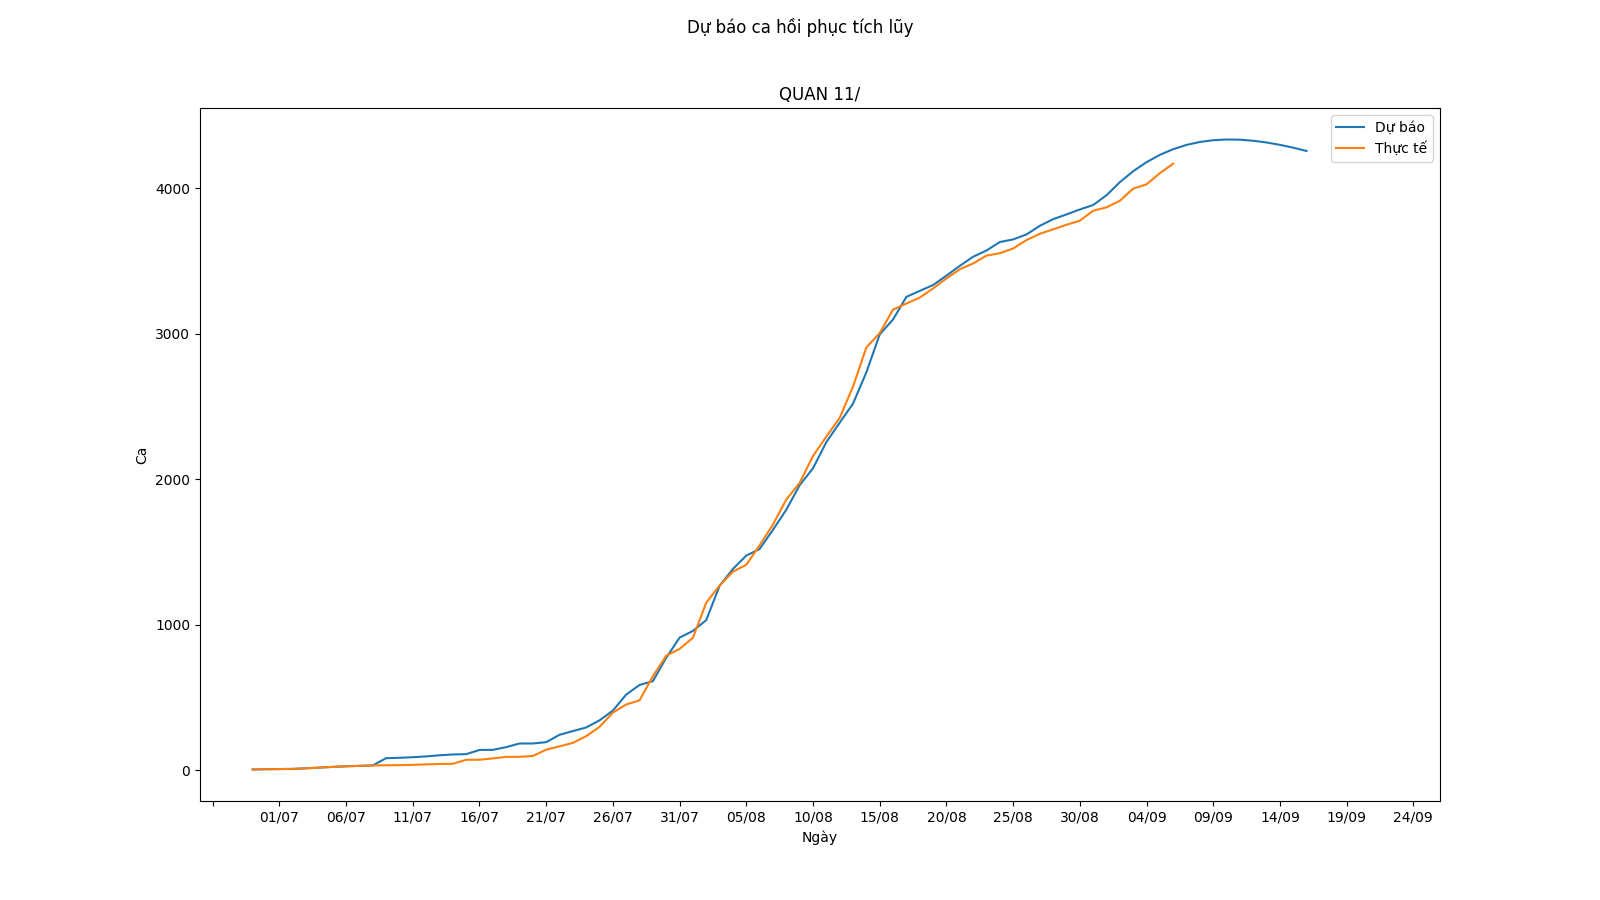 Dự báo ca hồi phục tích lũy
QUAN 11/
Dự báo
Thực tế
4000
3000
2000
1000
0
Ca
01/07 06/07 11/07 16/07 21/07 26/07 31/07 05/08 10/08 15/08 20/08 25/08 30/08 04/09 09/09 14/09 19/09 24/09
Ngày